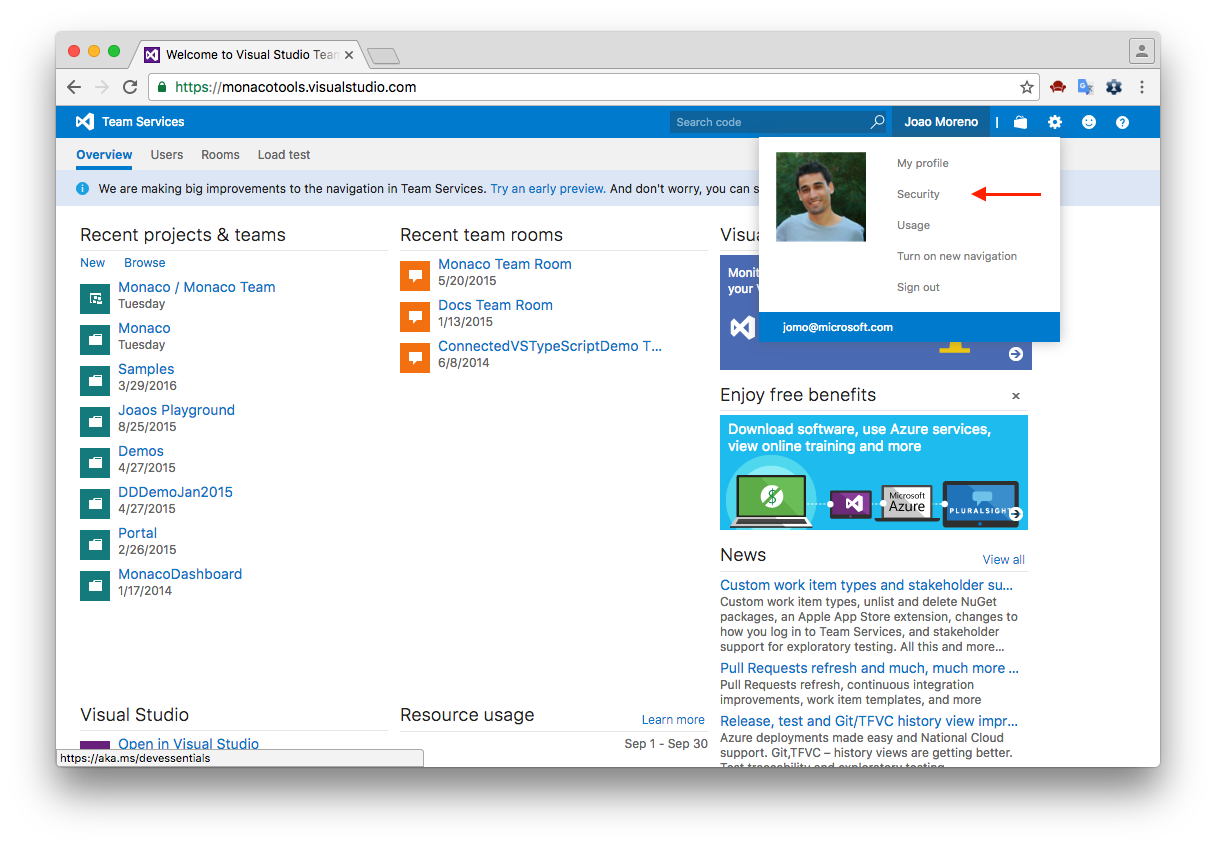 Welcome to Visual Studio Team
https://monacotools.visualstudio.com
Team Services
Search code
Joao Moreno
Overview
Users
Rooms
Load test
We are making big improvements to the navigation in Team Services. Try an early preview. And don't worry, you can s
My profile
Security
Usage
Turn on new navigation
Sign out
jomo@microsoft.com
Recent projects & teams
New
Browse
Monaco / Monaco Team
Tuesday
Monaco
Tuesday
Samples
3/29/2016
Joaos Playground
8/25/2015
Demos
4/27/2015
DDDemoJan2015
4/27/2015
Portal
2/26/2015
MonacoDashboard
1/17/2014
Visual Studio
Open in Visual Studio
https://aka.ms/devessentials
Recent team rooms
Monaco Team Room
5/20/2015
Docs Team Room
1/13/2015
ConnectedVSTypeScriptDemo T...
6/8/2014
Resource usage
Learn more
Sep 1 - Sep 30
Visu
Monit
your V
Enjoy free benefits
Download software, use Azure services,
view online training and more
Microsoft
Azure
PLURALSIGHT
News
View all
Custom work item types and stakeholder su...
Custom work item types, unlist and delete NuGet
packages, an Apple App Store extension, changes to
how you log in to Team Services, and stakeholder
support for exploratory testing. All this and more...
Pull Requests refresh and much, much more ...
Pull Requests refresh, continuous integration
improvements, work item templates, and more
Release, test and Git/TFVC history view impr...
Azure deployments made easy and National Cloud
support. Git,TFVC – history views are getting better.
Test traceability and exploratory testing